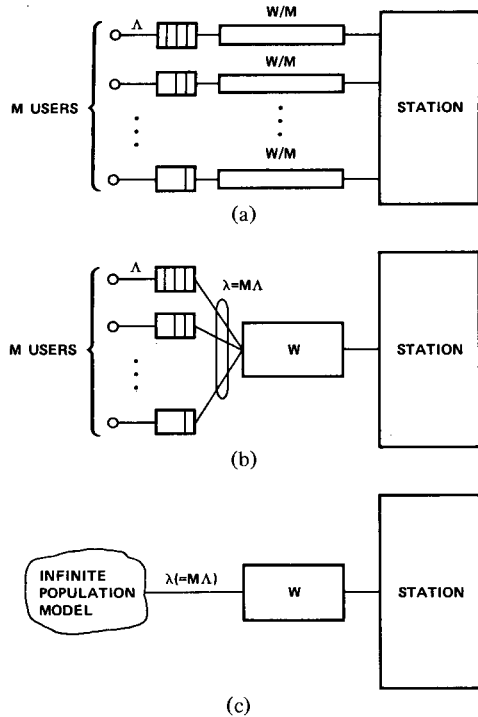 Λ
W/M
M USERS
W/M
STATION
W/M
(a)
Λ
λ=MΛ
M USERS
W
STATION
(b)
INFINITE
POPULATION
MODEL
λ(=MΛ)
W
STATION
(c)